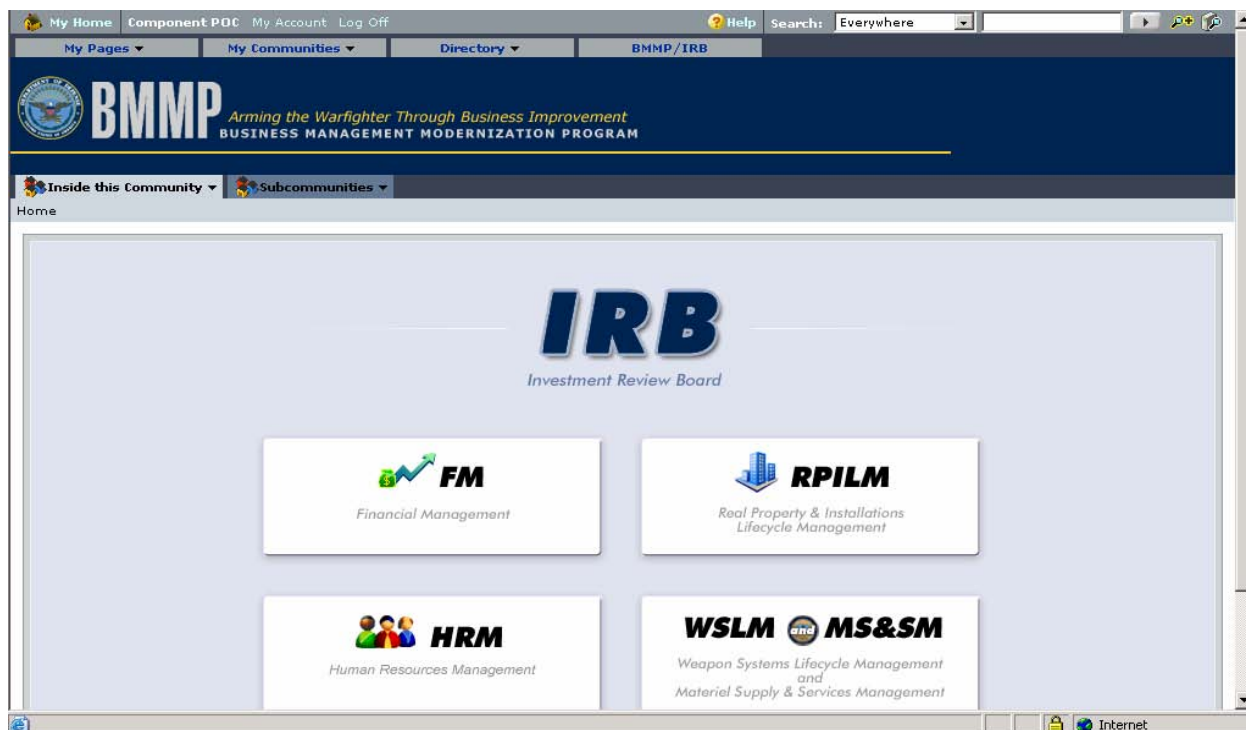 My Home Component POC My Account Log Off Help Search: Everywhere
My Pages My Communities Directory BMMP/IRB
BMMP Arming the Warfighter Through Business Improvement
BUSINESS MANAGEMENT MODERNIZATION PROGRAM
Inside this Community Subcommunities
Home
IRB
Investment Review Board
FM
Financial Management
RPILM
Real Property & Installations
Lifecycle Management
HRM
Human Resources Management
WSLM and MS&SM
Weapon Systems Lifecycle Management
and
Materiel Supply & Services Management
Internet